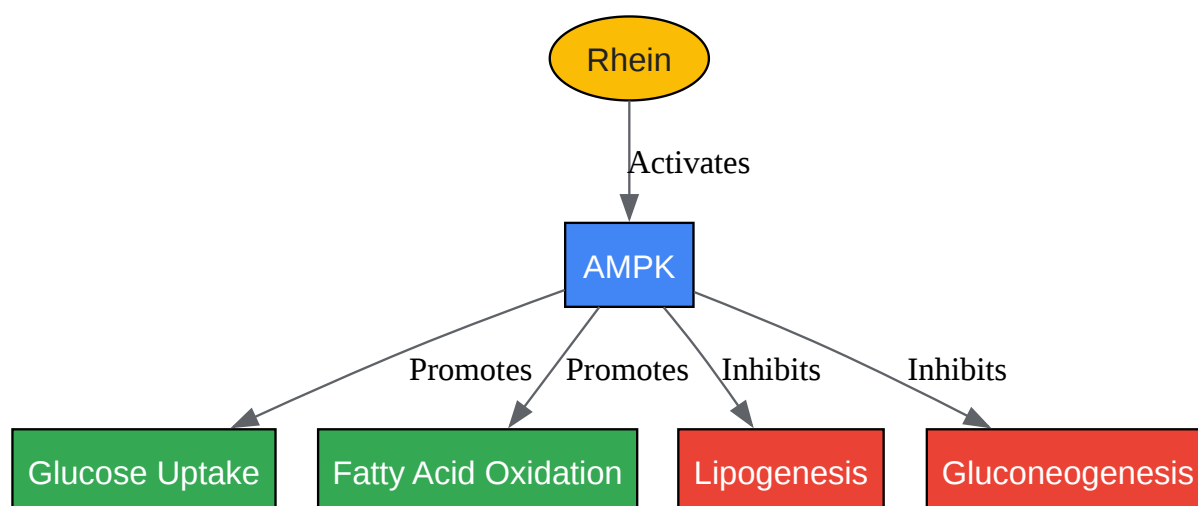 Rhein
Activates
AMPK
Promotes
Promotes
Inhibits
Inhibits
Glucose Uptake
Fatty Acid Oxidation
Lipogenesis
Gluconeogenesis